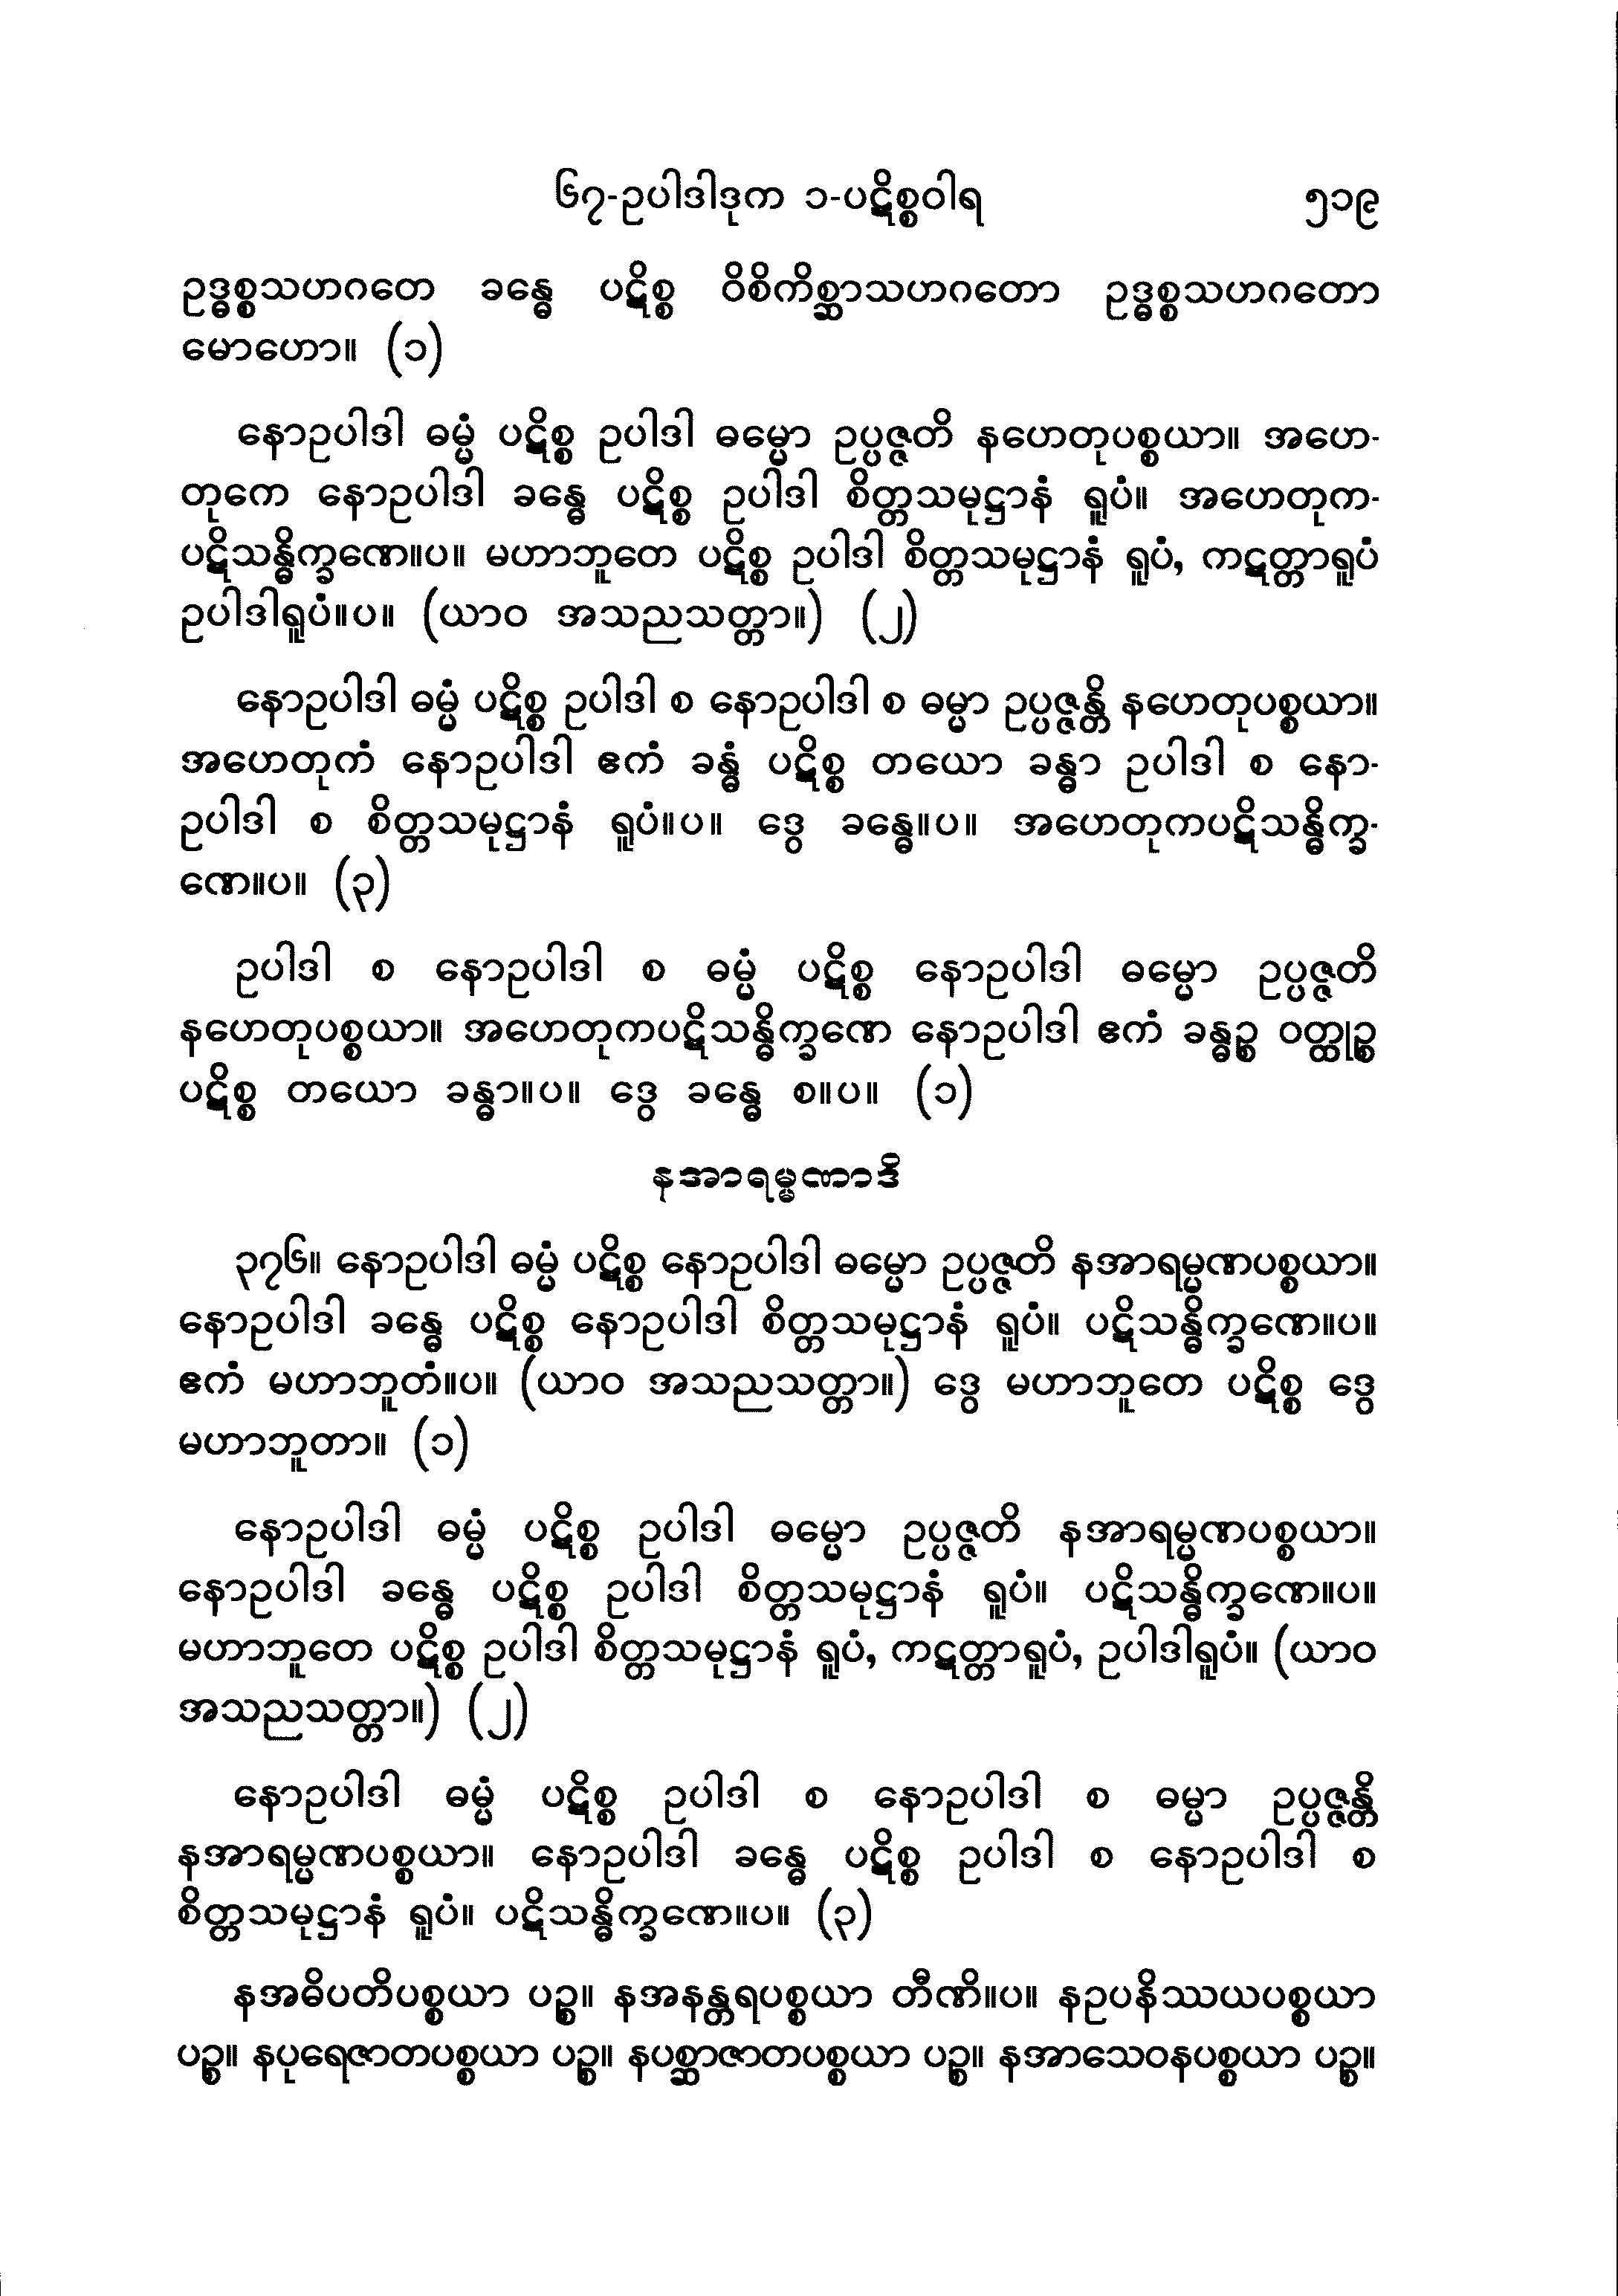 ၆၇-ဥပါဒါဒုက ၁-ပဋိစ္စဝါရ ၅၁၉
ဥဒ္ဓစ္စသဟဂတေ ခန္ဓေ ပဋိစ္စ ဝိစိကိစ္ဆာသဟဂတော ဥဒ္ဓစ္စသဟဂတော
မောဟော။ (၁)
နောဥပါဒါ ဓမ္မံ ပဋိစ္စ ဥပါဒါ ဓမ္မော ဥပ္ပဇ္ဇတိ နဟေတုပစ္စယာ။ အဟေ-
တုကေ နောဥပါဒါ ခန္ဓေ ပဋိစ္စ ဥပါဒါ စိတ္တသမုဋ္ဌာနံ ရူပံ။ အဟေတုက-
ပဋိသန္ဓိက္ခဏေ။ပ။ မဟာဘူတေ ပဋိစ္စ ဥပါဒါ စိတ္တသမုဋ္ဌာနံ ရူပံ, ကဋတ္တာရူပံ
ဥပါဒါရူပံ။ပ။ (ယာဝ အသညသတ္တာ။) (၂)
နောဥပါဒါ ဓမ္မံ ပဋိစ္စ ဥပါဒါ စ နောဥပါဒါ စ ဓမ္မာ ဥပ္ပဇ္ဇန္တိ နဟေတုပစ္စယာ။
အဟေတုကံ နောဥပါဒါ ဧကံ ခန္ဓံ ပဋိစ္စ တယော ခန္ဓာ ဥပါဒါ စ နော-
ဥပါဒါ စ စိတ္တသမုဋ္ဌာနံ ရူပံ။ပ။ ဒွေ ခန္ဓေ။ပ။ အဟေတုကပဋိသန္ဓိက္ခ-
ဏေ။ပ။ (၃)
ဥပါဒါ စ နောဥပါဒါ စ ဓမ္မံ ပဋိစ္စ နောဥပါဒါ ဓမ္မော ဥပ္ပဇ္ဇတိ
နဟေတုပစ္စယာ။ အဟေတုကပဋိသန္ဓိက္ခဏေ နောဥပါဒါ ဧကံ ခန္ဓဉ္စ ဝတ္ထုဉ္စ
ပဋိစ္စ တယော ခန္ဓာ။ပ။ ဒွေ ခန္ဓေ စ။ပ။ (၁)
နအာရမ္မဏာဒိ
၃၇၆။ နောဥပါဒါ ဓမ္မံ ပဋိစ္စ နောဥပါဒါ ဓမ္မော ဥပ္ပဇ္ဇတိ နအာရမ္မဏပစ္စယာ။
နောဥပါဒါ ခန္ဓေ ပဋိစ္စ နောဥပါဒါ စိတ္တသမုဋ္ဌာနံ ရူပံ။ ပဋိသန္ဓိက္ခဏေ။ပ။
ဧကံ မဟာဘူတံ။ပ။ (ယာဝ အသညသတ္တာ။) ဒွေ မဟာဘူတေ ပဋိစ္စ ဒွေ
မဟာဘူတာ။ (၁)
နောဥပါဒါ ဓမ္မံ ပဋိစ္စ ဥပါဒါ ဓမ္မော ဥပ္ပဇ္ဇတိ နအာရမ္မဏပစ္စယာ။
နောဥပါဒါ ခန္ဓေ ပဋိစ္စ ဥပါဒါ စိတ္တသမုဋ္ဌာနံ ရူပံ။ ပဋိသန္ဓိက္ခဏေ။ပ။
မဟာဘူတေ ပဋိစ္စ ဥပါဒါ စိတ္တသမုဋ္ဌာနံ ရူပံ, ကဋတ္တာရူပံ, ဥပါဒါရူပံ။ (ယာဝ
အသညသတ္တာ။) (၂)
နောဥပါဒါ ဓမ္မံ ပဋိစ္စ ဥပါဒါ စ နောဥပါဒါ စ ဓမ္မာ ဥပ္ပဇ္ဇန္တိ
နအာရမ္မဏပစ္စယာ။ နောဥပါဒါ ခန္ဓေ ပဋိစ္စ ဥပါဒါ စ နောဥပါဒါ စ
စိတ္တသမုဋ္ဌာနံ ရူပံ။ ပဋိသန္ဓိက္ခဏေ။ပ။ (၃)
နအဓိပတိပစ္စယာ ပဉ္စ။ နအနန္တရပစ္စယာ တီဏိ။ပ။ နဥပနိဿယပစ္စယာ
ပဉ္စ။ နပုရေဇာတပစ္စယာ ပဉ္စ။ နပစ္ဆာဇာတပစ္စယာ ပဉ္စ။ နအာသေဝနပစ္စယာ ပဉ္စ။